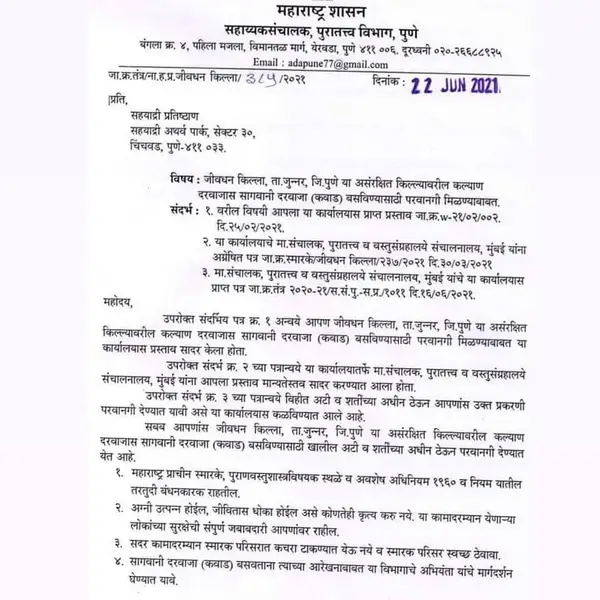 महाराष्ट्र शासन
सहाय्यकसंचालक, पुरातत्त्व विभाग, पुणे
बंगला क्र. ४, पहिला मजला, विमानतळ मार्ग, येरवडा, पुणे ४११ ००६. दूरध्वनी ०२०-२६६८८९२५
Email : adapune77@gmail.com
जा.क्र.तंत्र/ना.ह.प्र.जीवधन किल्ला/ ३८५ /२०२१ दिनांक : 22 JUN 2021
प्रति,
सहयाद्री प्रतिष्टाण
सहयाद्री अथर्व पार्क, सेक्टर ३०,
चिंचवड, पुणे-४११ ०३३.
विषय : जीवधन किल्ला, ता.जुन्नर, जि.पुणे या असंरक्षित किल्ल्यावरील कल्याण
दरवाजास सागवानी दरवाजा (कवाड) बसविण्यासाठी परवानगी मिळण्याबाबत.
संदर्भ : १. वरील विषयी आपला या कार्यालयास प्राप्त प्रस्ताव जा.क्र.w-२१/०२/००२.
दि.२५/०२/२०२१.
२. या कार्यालयाचे मा.संचालक, पुरातत्त्व व वस्तुसंग्रहालये संचालनालय, मुंबई यांना
अग्रेषित पत्र जा.क्र.स्मारके/जीवधन किल्ला/२३७/२०२१ दि.३०/०३/२०२१
३. मा.संचालक, पुरातत्त्व व वस्तुसंग्रहालये संचालनालय, मुंबई यांचे या कार्यालयास
प्राप्त पत्र जा.क्र.तंत्र २०२०-२१/स.सं.पु.-स.प्र./१०११ दि.१६/०६/२०२१.
महोदय,
उपरोक्त संदर्भिय पत्र क्र. १ अन्वये आपण जीवधन किल्ला, ता.जुन्नर, जि.पुणे या असंरक्षित
किल्ल्यावरील कल्याण दरवाजास सागवानी दरवाजा (कवाड) बसविण्यासाठी परवानगी मिळण्याबाबत या
कार्यालयास प्रस्ताव सादर केला होता.
उपरोक्त संदर्भ क्र. २ च्या पत्रान्वये या कार्यालयातर्फे मा.संचालक, पुरातत्त्व व वस्तुसंग्रहालये
संचालनालय, मुंबई यांना आपला प्रस्ताव मान्यतेस्तव सादर करण्यात आला होता.
उपरोक्त संदर्भ क्र. ३ च्या पत्रान्वये विहीत अटी व शर्तीच्या अधीन ठेऊन आपणांस उक्त प्रकरणी
परवानगी देण्यात यावी असे या कार्यालयास कळविण्यात आले आहे.
सबब आपणांस जीवधन किल्ला, ता.जुन्नर, जि.पुणे या असंरक्षित किल्ल्यावरील कल्याण
दरवाजास सागवानी दरवाजा (कवाड) बसविण्यासाठी खालील अटी व शर्तीच्या अधीन ठेऊन परवानगी देण्यात
येत आहे.
१. महाराष्ट्र प्राचीन स्मारके, पुराणवस्तुशास्त्रविषयक स्थळे व अवशेष अधिनियम १९६० व नियम यातील
तरतुदी बंधनकारक राहतील.
२. अग्नी उत्पन्न होईल, जीवितास धोका होईल असे कोणतेही कृत्य करु नये. या कामादरम्यान येणाऱ्या
लोकांच्या सुरक्षेची संपुर्ण जबाबदारी आपणांवर राहील.
३. सदर कामादरम्यान स्मारक परिसरात कचरा टाकण्यात येऊ नये व स्मारक परिसर स्वच्छ ठेवावा.
४. सागवानी दरवाजा (कवाड) बसवताना त्याच्या आरेखनाबाबत या विभागाचे अभियंता यांचे मार्गदर्शन
घेण्यात यावे.